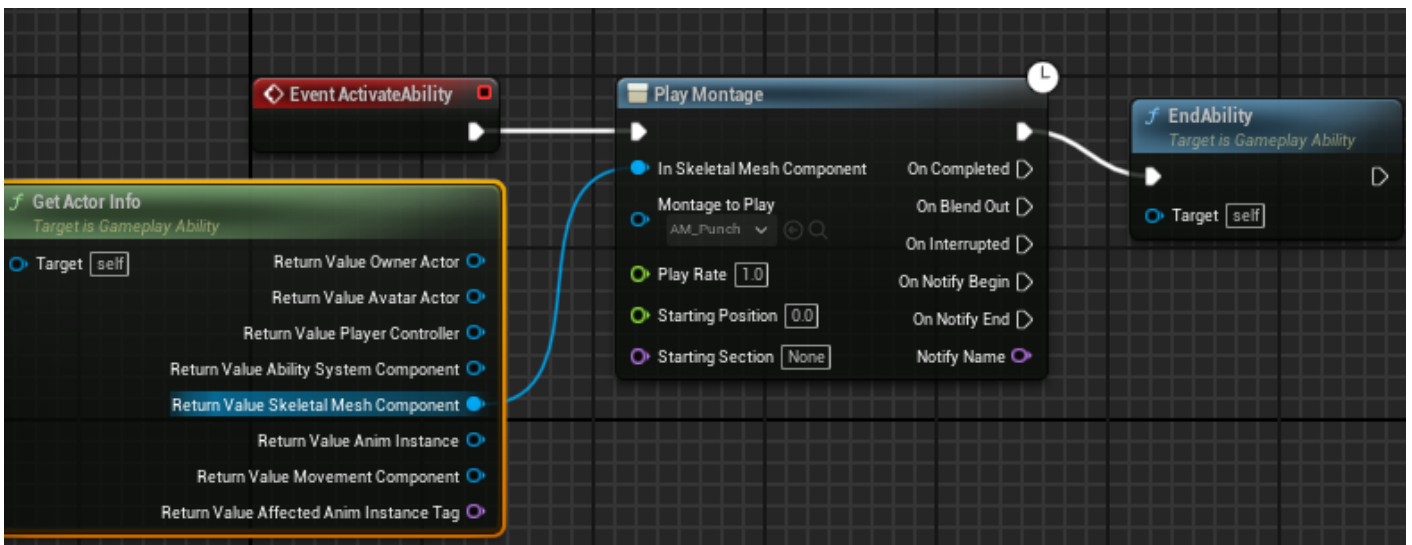 Event ActivateAbility
Get Actor Info
Target is Gameplay Ability
Target self
Return Value Owner Actor
Return Value Avatar Actor
Return Value Player Controller
Return Value Ability System Component
Return Value Skeletal Mesh Component
Return Value Anim Instance
Return Value Movement Component
Return Value Affected Anim Instance Tag
Play Montage
In Skeletal Mesh Component
On Completed
Montage to Play
AM_Punch
On Blend Out
On Interrupted
Play Rate 1.0
On Notify Begin
Starting Position 0.0
On Notify End
Starting Section None
Notify Name
f EndAbility
Target is Gameplay Ability
Target self